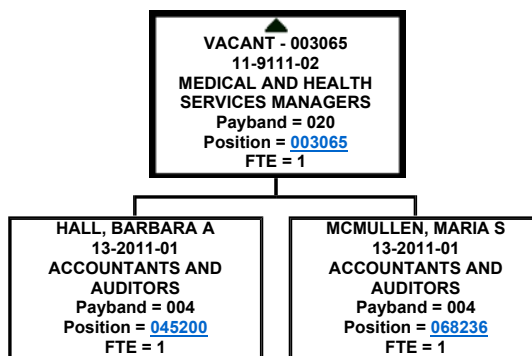 VACANT - 003065
11-9111-02
MEDICAL AND HEALTH
SERVICES MANAGERS
Payband = 020
Position = 003065
FTE = 1
HALL, BARBARA A
13-2011-01
ACCOUNTANTS AND
AUDITORS
Payband = 004
Position = 045200
FTE = 1
MCMULLEN, MARIA S
13-2011-01
ACCOUNTANTS AND
AUDITORS
Payband = 004
Position = 068236
FTE = 1